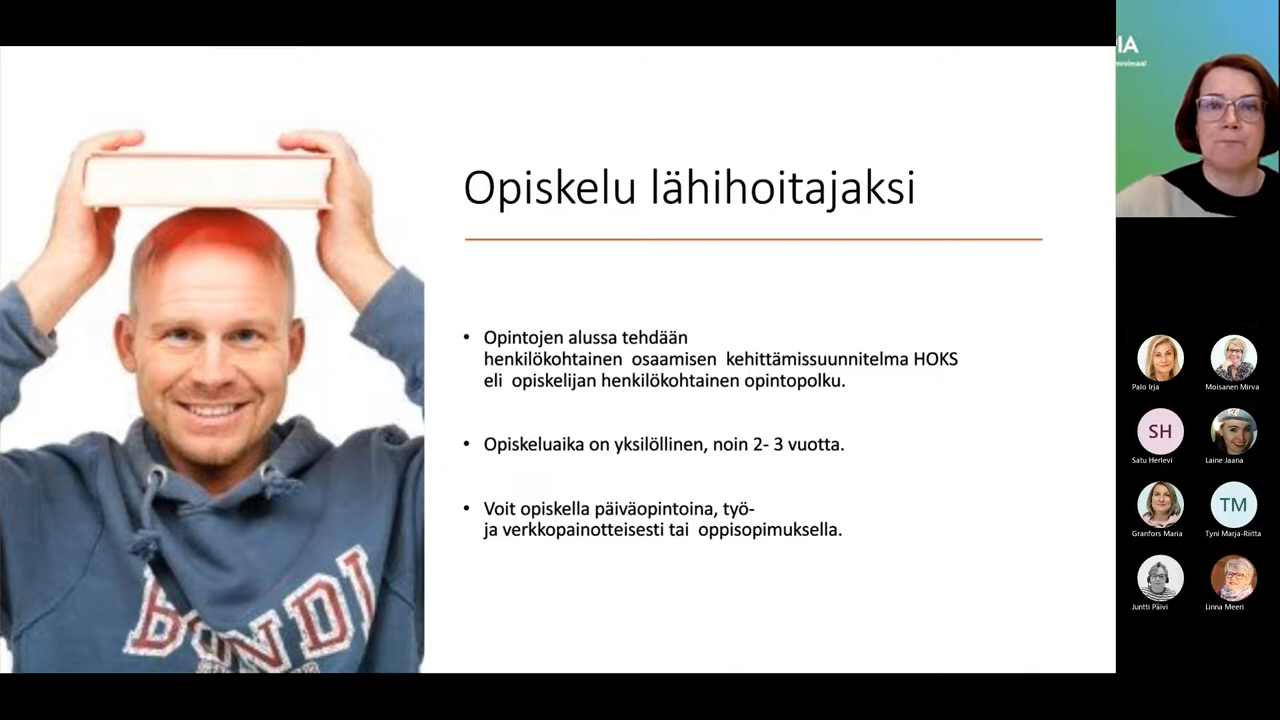 Opiskelu lähihoitajaksi
• Opintojen alussa tehdään
henkilökohtainen osaamisen kehittämissuunnitelma HOKS
eli opiskelijan henkilökohtainen opintopolku.
• Opiskeluaika on yksilöllinen, noin 2- 3 vuotta.
• Voit opiskella päiväopintoina, työ-
ja verkkopainotteisesti tai oppisopimuksella.
BONDI
IA
Palo Irja
Moisanen Mirva
SH
Satu Herlevi
Laine Jaana
Granfors Maria
TM
Tyni Marja-Riitta
Juntti Päivi
Linna Meeri